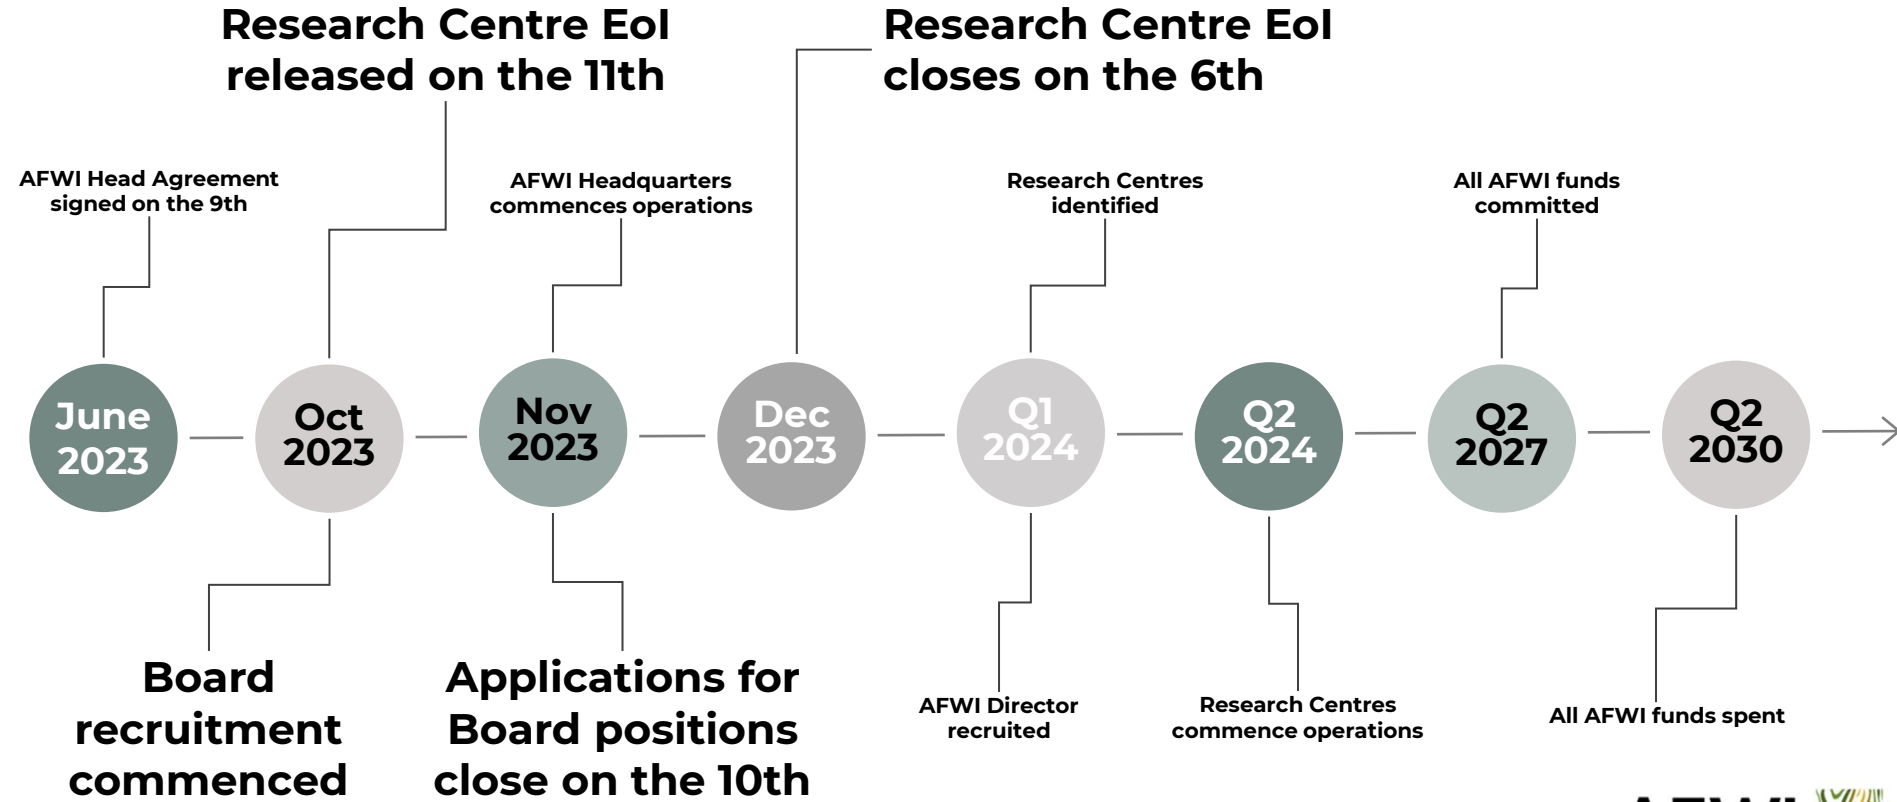 Research Centre EoI
released on the 11th
Research Centre EoI
closes on the 6th
AFWI Head Agreement
signed on the 9th
AFWI Headquarters
commences operations
Research Centres
identified
All AFWI funds
committed
June
2023
Oct
2023
Nov
2023
Dec
2023
Q1
2024
Q2
2024
Q2
2027
Q2
2030
Board
recruitment
commenced
Applications for
Board positions
close on the 10th
AFWI Director
recruited
Research Centres
commence operations
All AFWI funds spent
AFWI